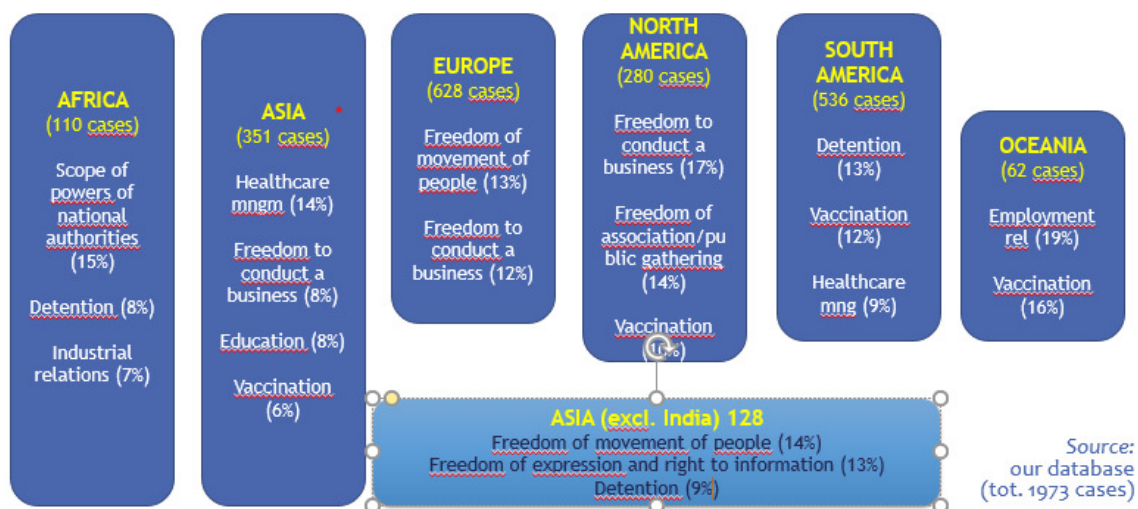 AFRICA
(110 cases)
Scope of
powers of
national
authorities
(15%)
Detention (8%)
Industrial
relations (7%)
ASIA
(351 cases)
Healthcare
mngm (14%)
Freedom to
conduct a
business (8%)
Education (8%)
Vaccination
(6%)
EUROPE
(628 cases)
Freedom of
movement of
people (13%)
Freedom to
conduct a
business (12%)
NORTH
AMERICA
(280 cases)
Freedom to
conduct a
business (17%)
Freedom of
association/pu
blic gathering
(14%)
Vaccination
SOUTH
AMERICA
(536 cases)
Detention
(13%)
Vaccination
(12%)
Healthcare
mng (9%)
OCEANIA
(62 cases)
Employment
rel (19%)
Vaccination
(16%)
ASIA (excl. India) 128
Freedom of movement of people (14%)
Freedom of expression and right to information (13%)
Detention (9%)
Source:
our database
(tot. 1973 cases)